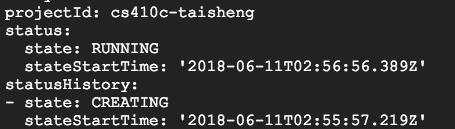 projectId: cs410c-taisheng
status:
  state: RUNNING
  stateStartTime: '2018-06-11T02:56:56.389Z'
statusHistory:
- state: CREATING
  stateStartTime: '2018-06-11T02:55:57.219Z'